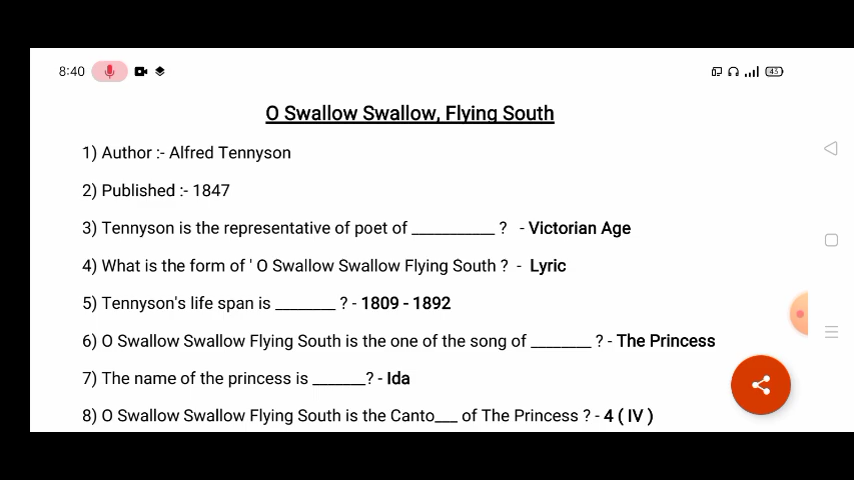 8:40
43
O Swallow Swallow, Flying South
1) Author :- Alfred Tennyson
2) Published :- 1847
3) Tennyson is the representative of poet of __________ ? - Victorian Age
4) What is the form of ' O Swallow Swallow Flying South ? - Lyric
5) Tennyson's life span is _______ ? - 1809 - 1892
6) O Swallow Swallow Flying South is the one of the song of _______ ? - The Princess
7) The name of the princess is ______? - Ida
8) O Swallow Swallow Flying South is the Canto___ of The Princess ? - 4 ( IV )